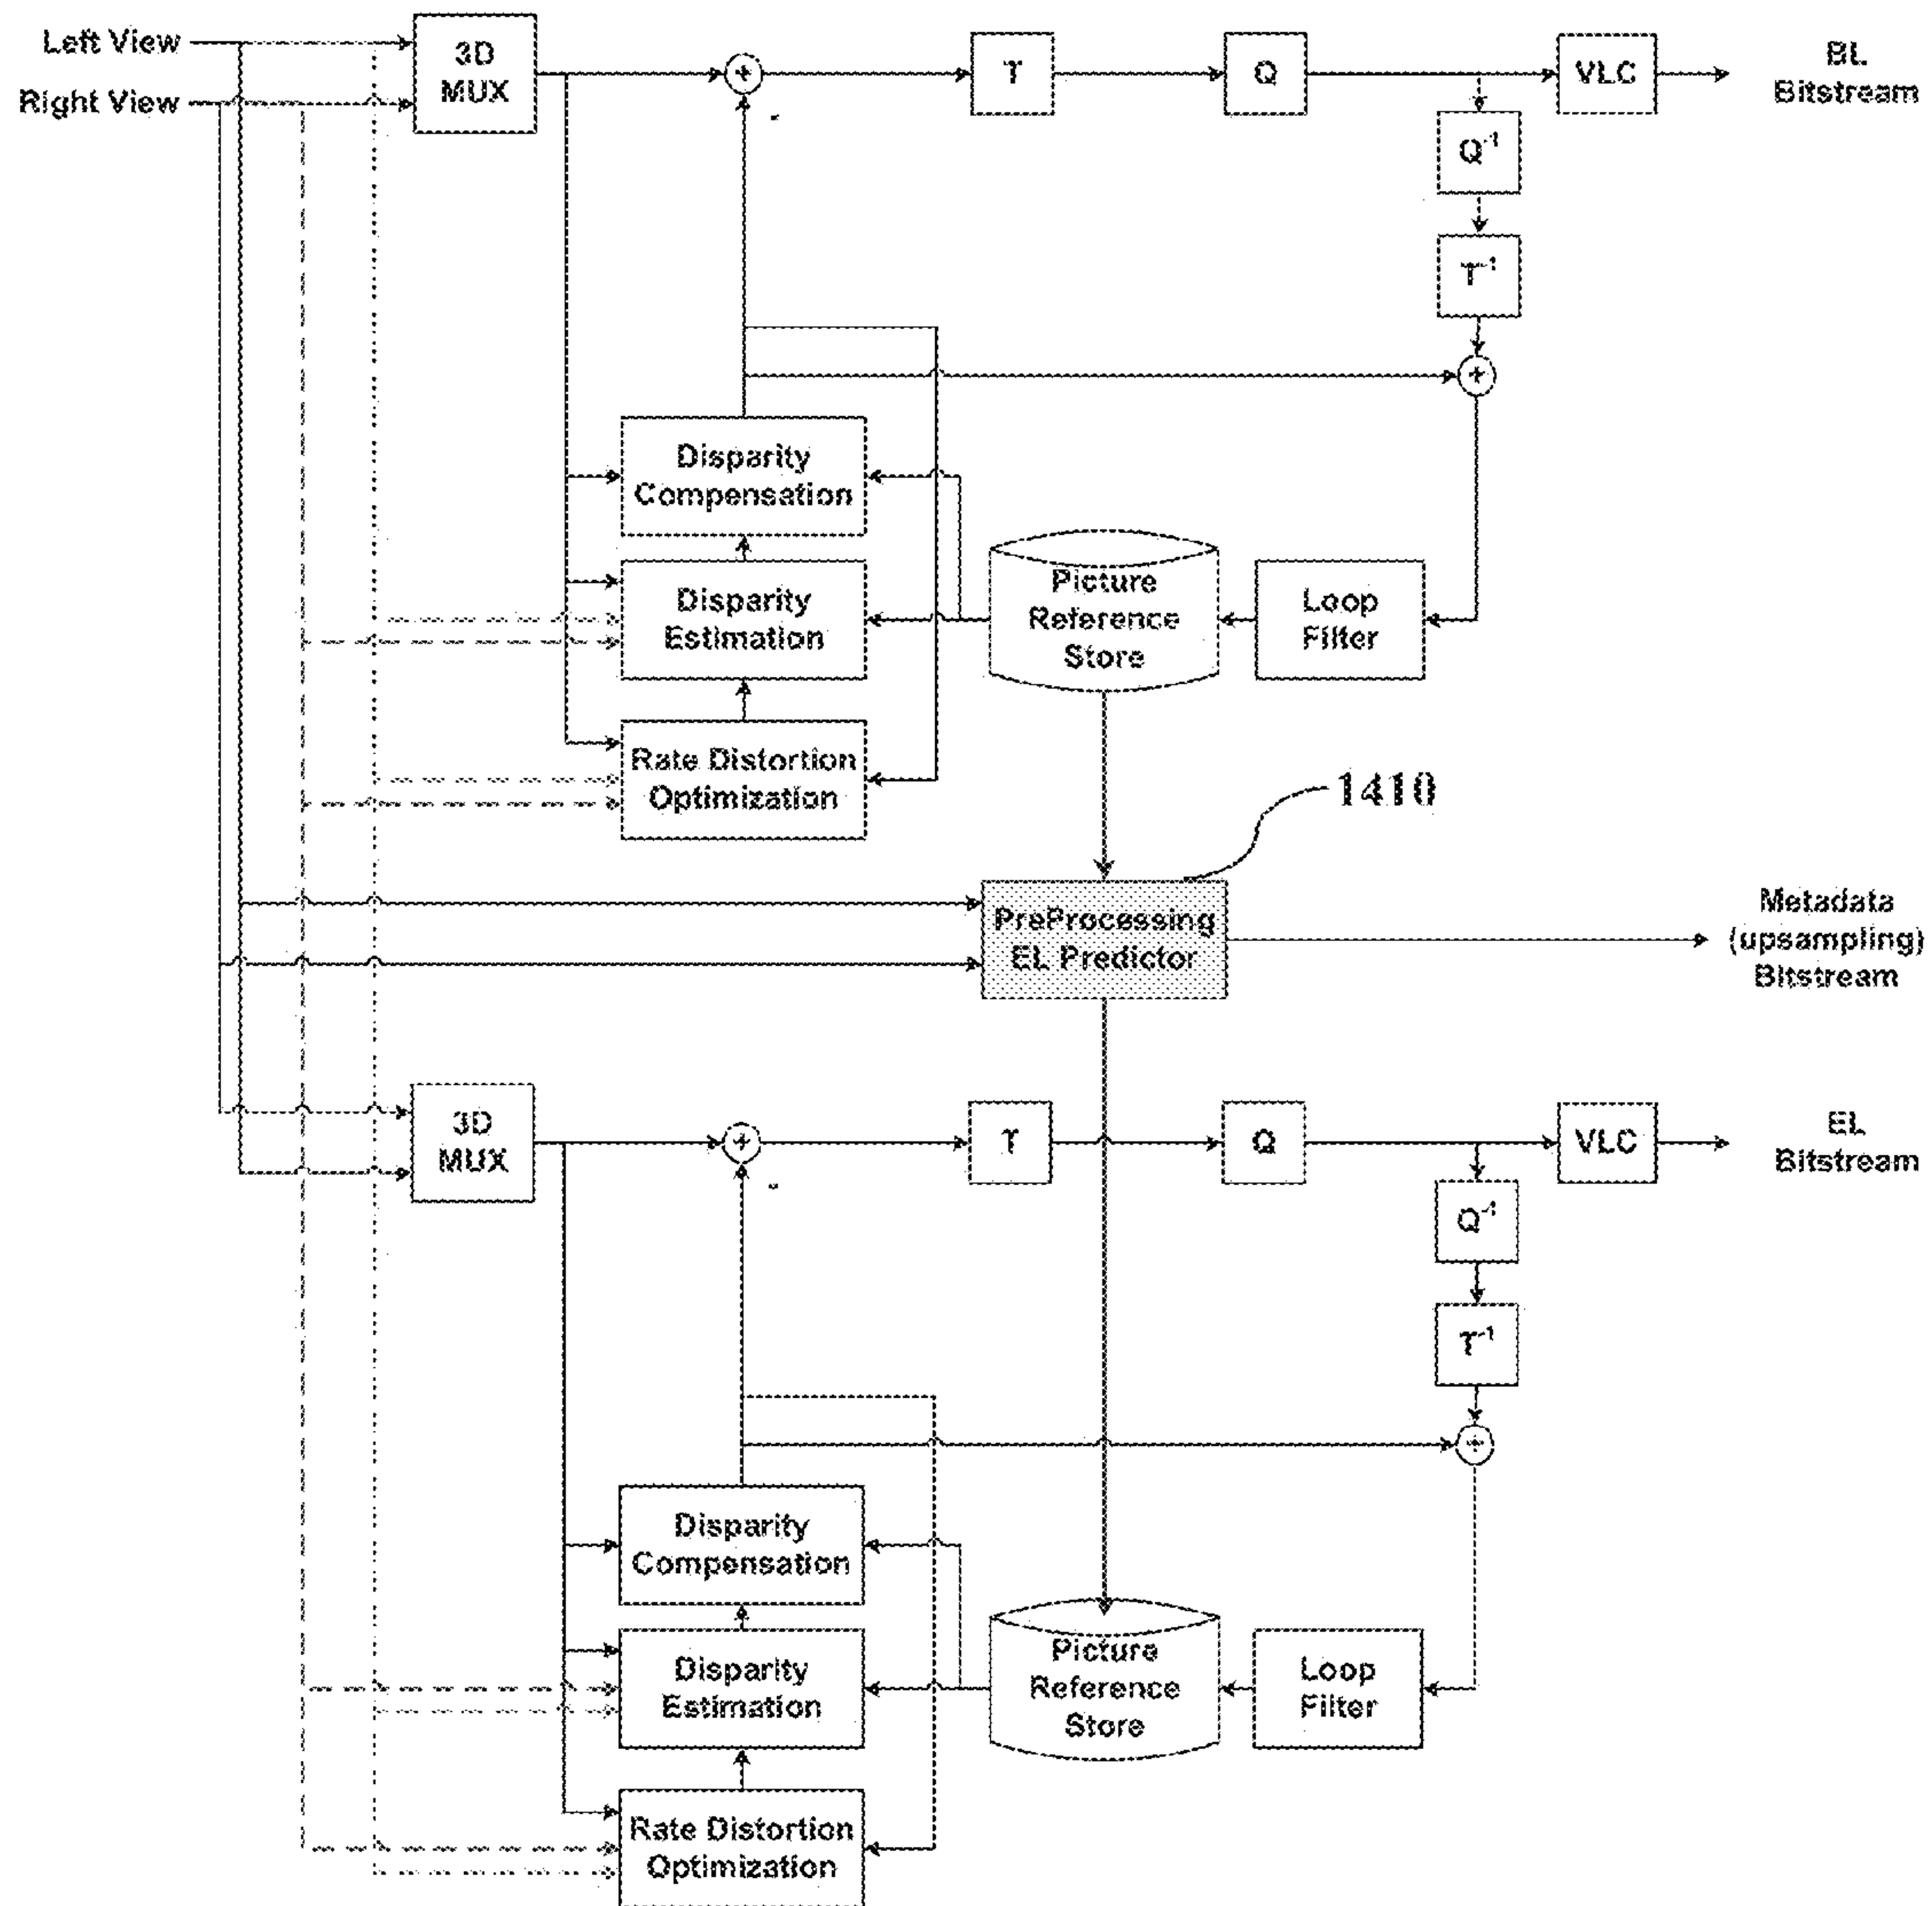 Left View
Right View
3D
MUX
+
T
Q
VLC
BL
Bitstream
Q-1
T-1
+
-
Disparity
Compensation
Disparity
Estimation
Picture
Reference
Store
Loop
Filter
Rate Distortion
Optimization
1410
PreProcessing
EL Predictor
Metadata
(upsampling)
Bitstream
3D
MUX
+
T
Q
VLC
EL
Bitstream
-
Q-1
T-1
+
Disparity
Compensation
Disparity
Estimation
Picture
Reference
Store
Loop
Filter
Rate Distortion
Optimization